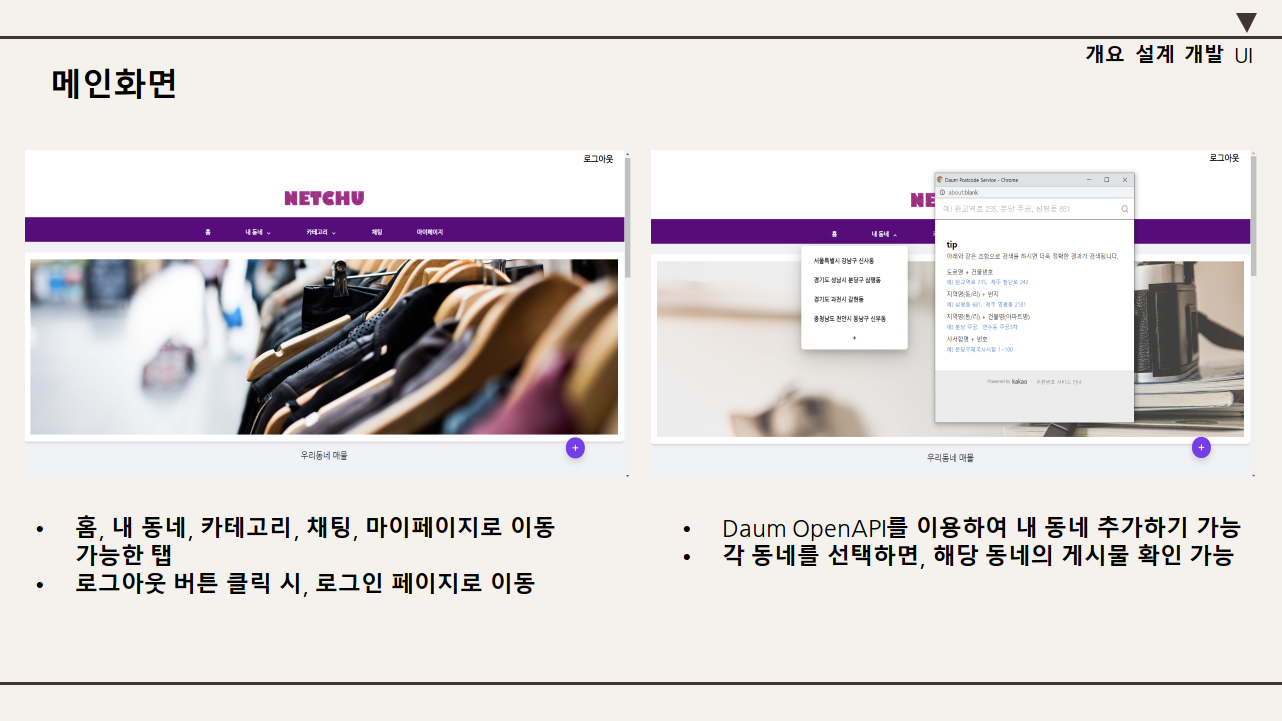 개요 설계 개발 UI
메인화면
로그아웃
NETCHU
홈 내 동네 카테고리 채팅 마이페이지
우리동네 매물
+
로그아웃
NE
홈 내 동네
서울특별시 강남구 신사동
경기도 성남시 분당구 삼평동
경기도 과천시 갈현동
충청남도 천안시 동남구 신부동
+
Daum Postcode Service - Chrome
about:blank
예) 판교역로 235, 분당 주공, 삼평동 681
tip
아래와 같은 조합으로 검색을 하시면 더욱 정확한 결과가 검색됩니다.
도로명 + 건물번호
예) 판교역로 235, 제주 첨단로 242
지역명(동/리) + 번지
예) 삼평동 681, 제주 영평동 2181
지역명(동/리) + 건물명(아파트명)
예) 분당 주공, 연수동 주공3차
사서함명 + 번호
예) 분당우체국사서함 1~100
Powered by kakao 우편번호 서비스 안내
우리동네 매물
+
• 홈, 내 동네, 카테고리, 채팅, 마이페이지로 이동
가능한 탭
• 로그아웃 버튼 클릭 시, 로그인 페이지로 이동
• Daum OpenAPI를 이용하여 내 동네 추가하기 가능
• 각 동네를 선택하면, 해당 동네의 게시물 확인 가능